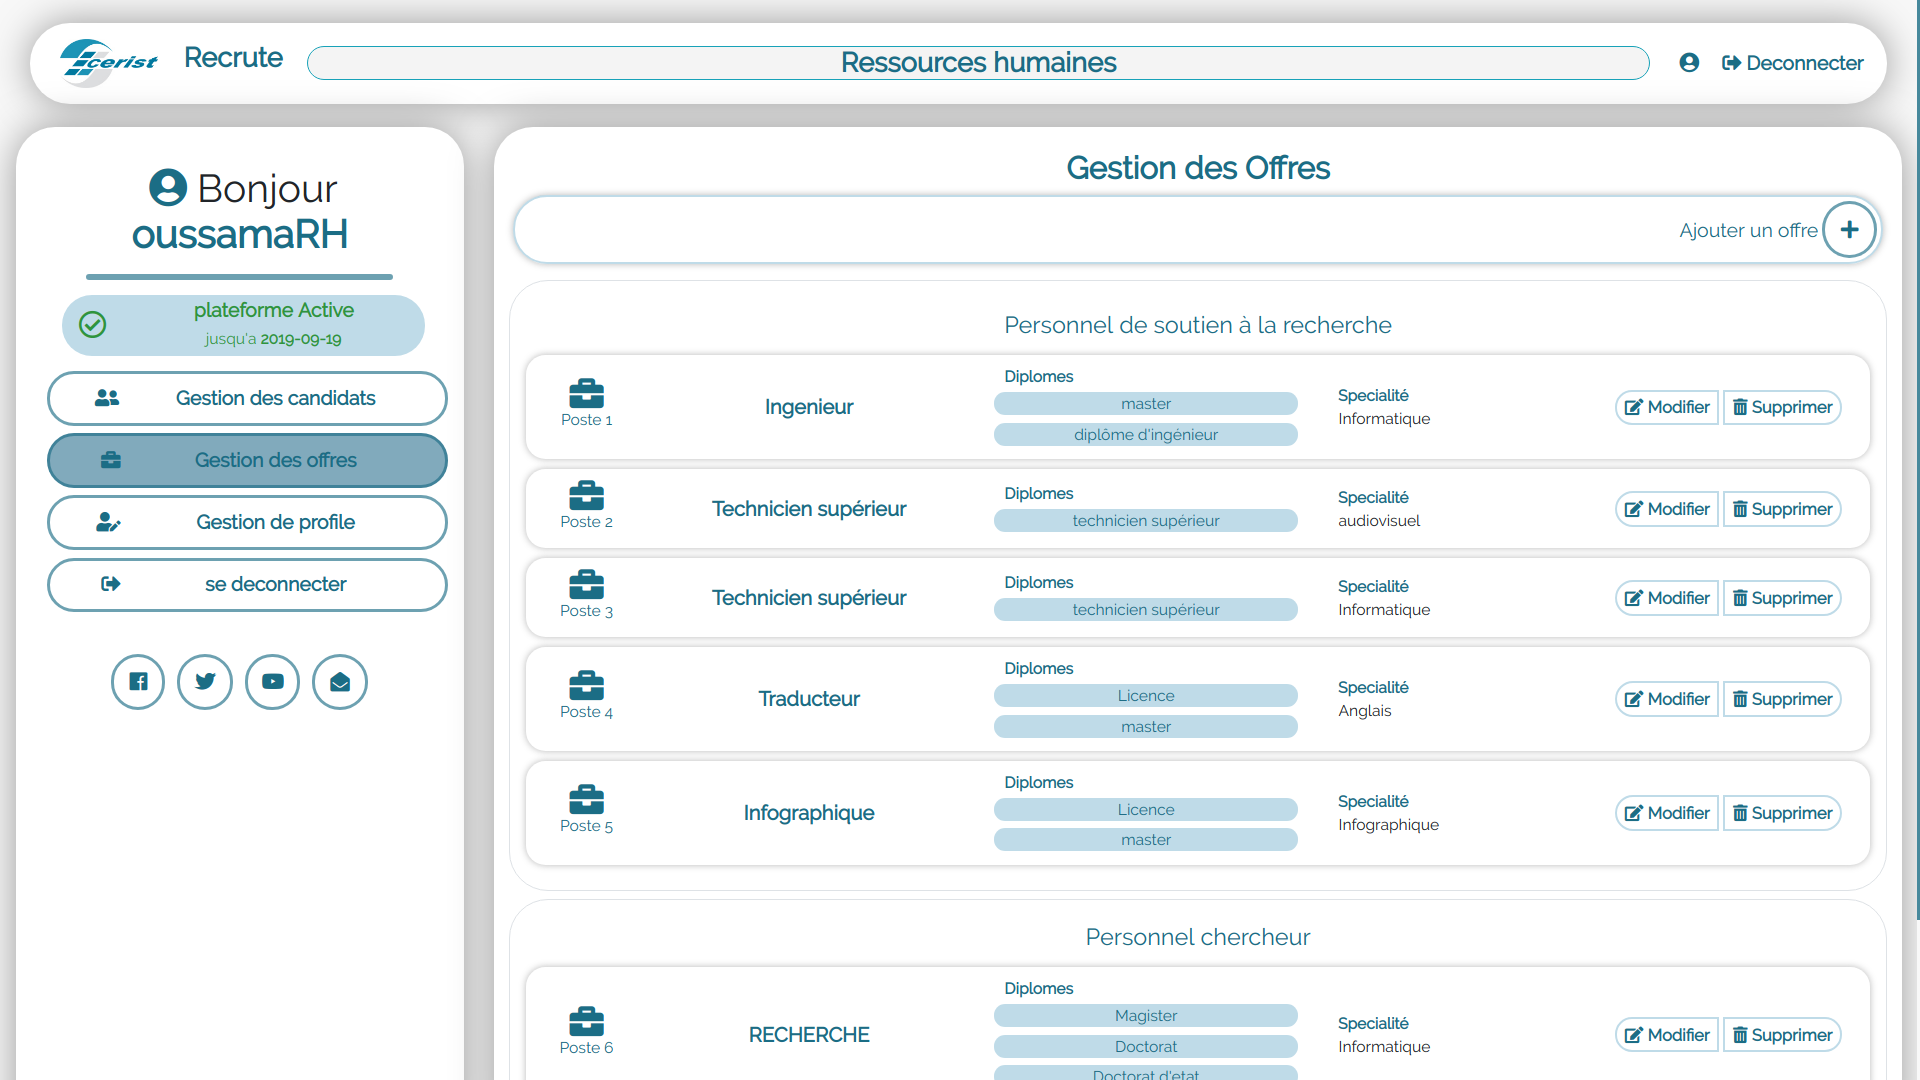 cerist
Recrute
Ressources humaines
Deconnecter
Bonjour
oussamaRH
plateforme Active
jusqu'a 2019-09-19
Gestion des candidats
Gestion des offres
Gestion de profile
se deconnecter
Gestion des Offres
Ajouter un offre
Personnel de soutien à la recherche
Poste 1
Ingenieur
Diplomes
master
diplôme d'ingénieur
Specialité
Informatique
Modifier
Supprimer
Poste 2
Technicien supérieur
Diplomes
technicien supérieur
Specialité
audiovisuel
Modifier
Supprimer
Poste 3
Technicien supérieur
Diplomes
technicien supérieur
Specialité
Informatique
Modifier
Supprimer
Poste 4
Traducteur
Diplomes
Licence
master
Specialité
Anglais
Modifier
Supprimer
Poste 5
Infographique
Diplomes
Licence
master
Specialité
Infographique
Modifier
Supprimer
Personnel chercheur
Poste 6
RECHERCHE
Diplomes
Magister
Doctorat
Doctorat d'etat
Specialité
Informatique
Modifier
Supprimer